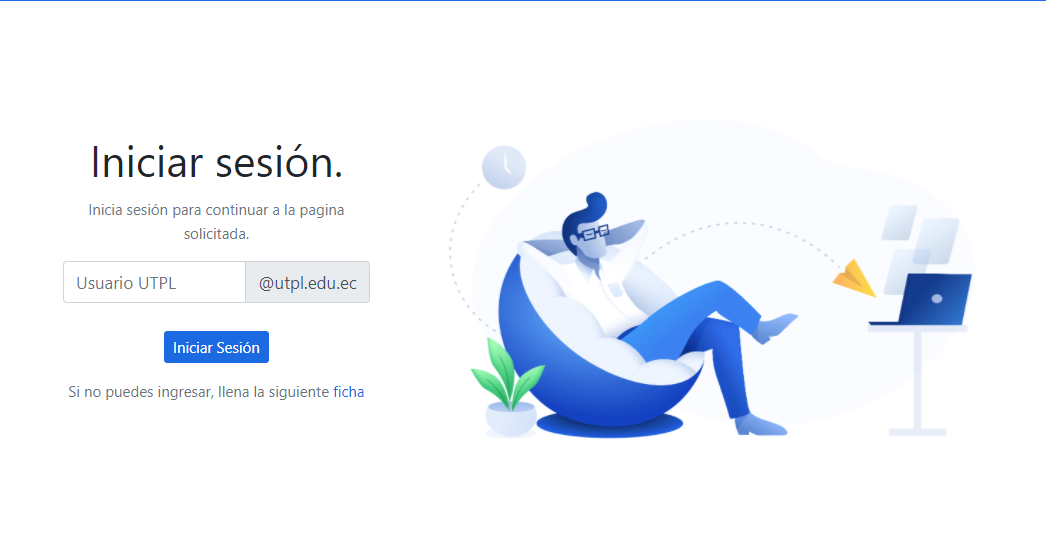 Iniciar sesión.
Inicia sesión para continuar a la pagina
solicitada.
Usuario UTPL @utpl.edu.ec
Iniciar Sesión
Si no puedes ingresar, llena la siguiente ficha